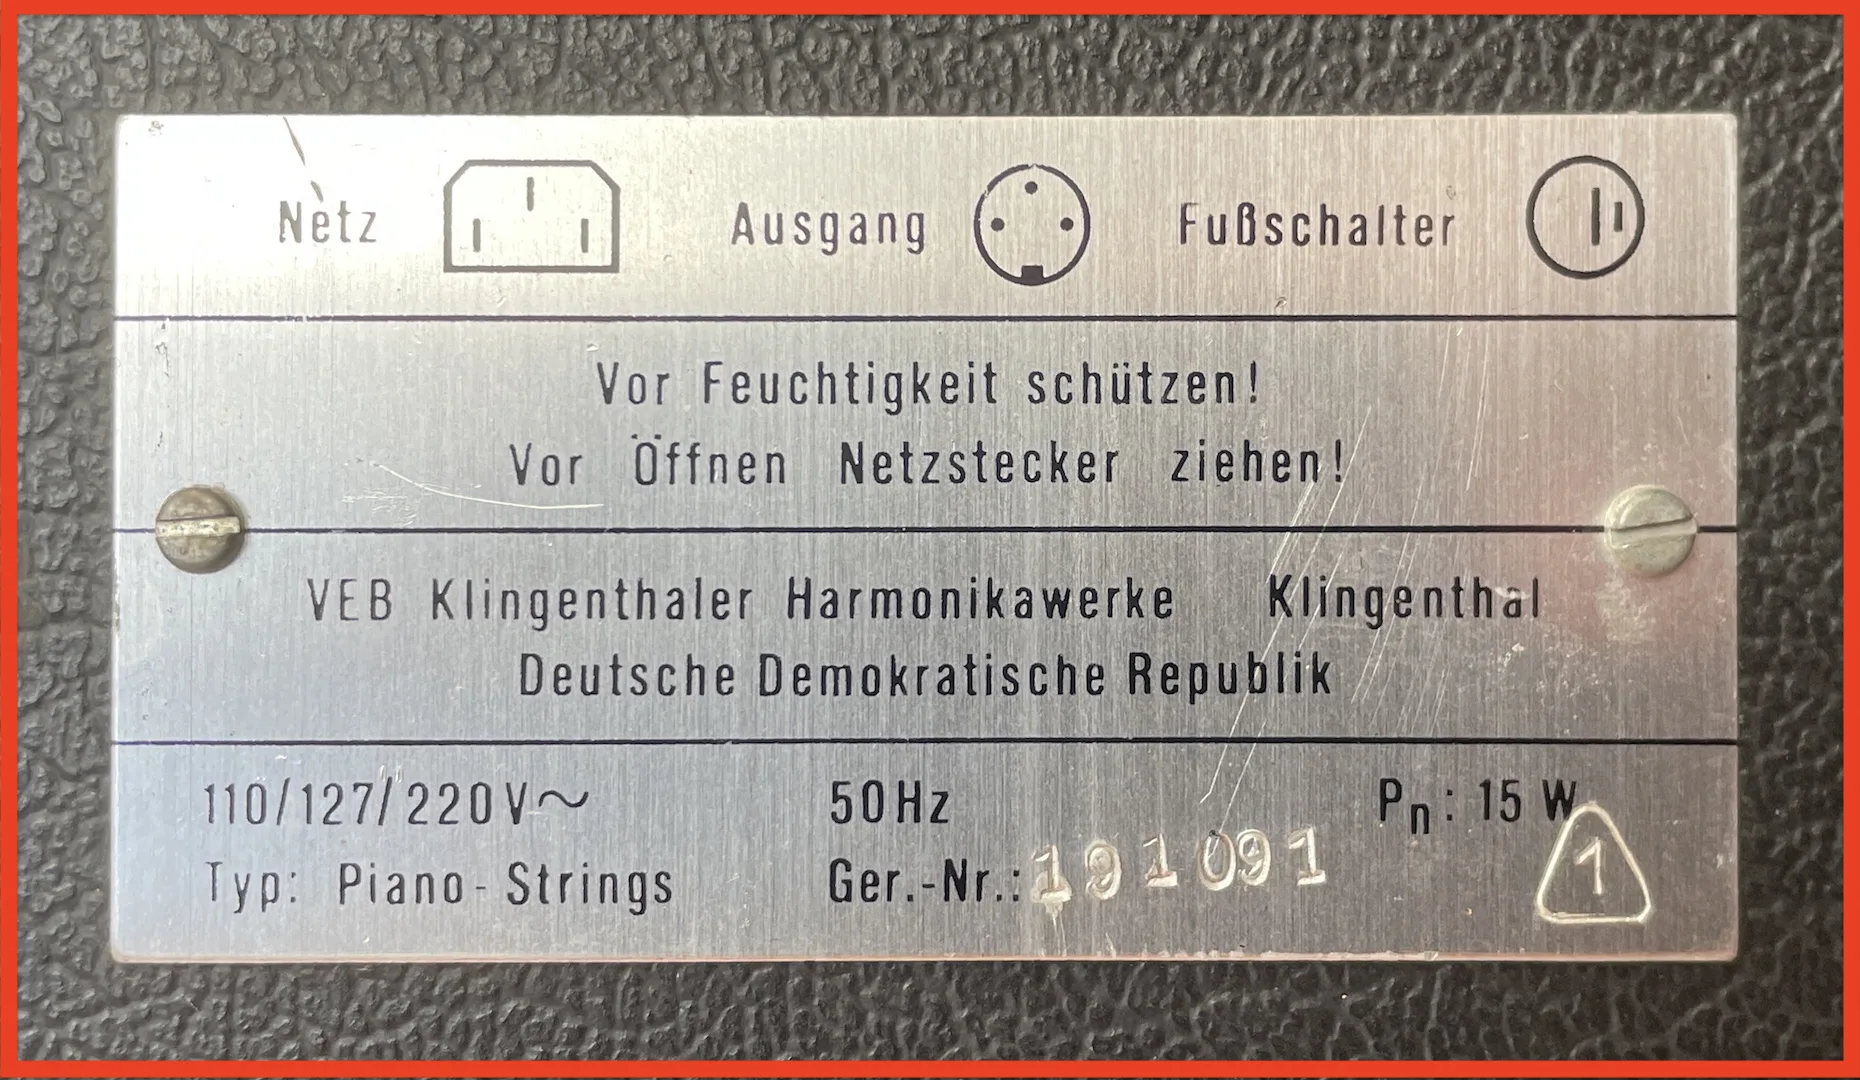 Netz Ausgang Fußschalter
Vor Feuchtigkeit schützen!
Vor Öffnen Netzstecker ziehen!
VEB Klingenthaler Harmonikawerke Klingenthal
Deutsche Demokratische Republik
110/127/220V~ 50Hz Pn: 15 W
Typ: Piano-Strings Ger.-Nr.: 191091 1